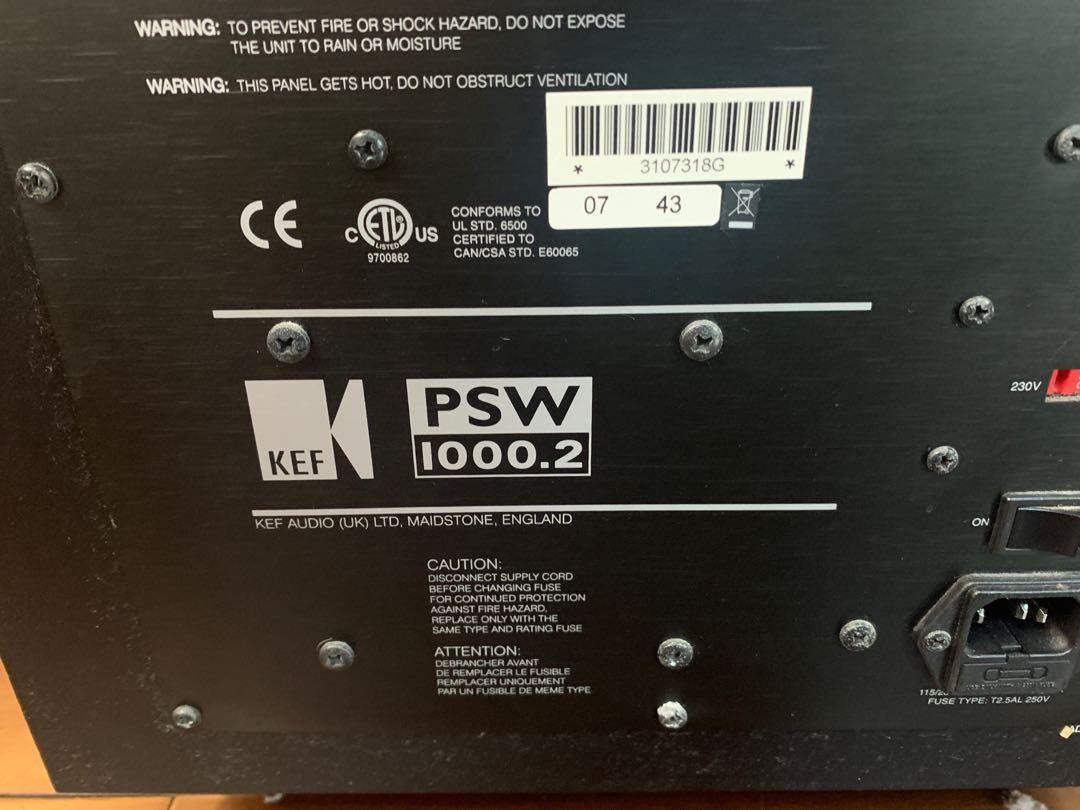 WARNING: TO PREVENT FIRE OR SHOCK HAZARD, DO NOT EXPOSE
THE UNIT TO RAIN OR MOISTURE
WARNING: THIS PANEL GETS HOT, DO NOT OBSTRUCT VENTILATION
* 3107318G *
07 43
CE
C ETL US
LISTED
9700862
CONFORMS TO
UL STD. 6500
CERTIFIED TO
CAN/CSA STD. E60065
230V
KEF
PSW
1000.2
ON
KEF AUDIO (UK) LTD, MAIDSTONE, ENGLAND
CAUTION:
DISCONNECT SUPPLY CORD
BEFORE CHANGING FUSE
FOR CONTINUED PROTECTION
AGAINST FIRE HAZARD.
REPLACE ONLY WITH THE
SAME TYPE AND RATING FUSE
ATTENTION:
DEBRANCHER AVANT
DE REMPLACER LE FUSIBLE
REMPLACER UNIQUEMENT
PAR UN FUSIBLE DE MEME TYPE
FUSE TYPE: T2.5AL 250V